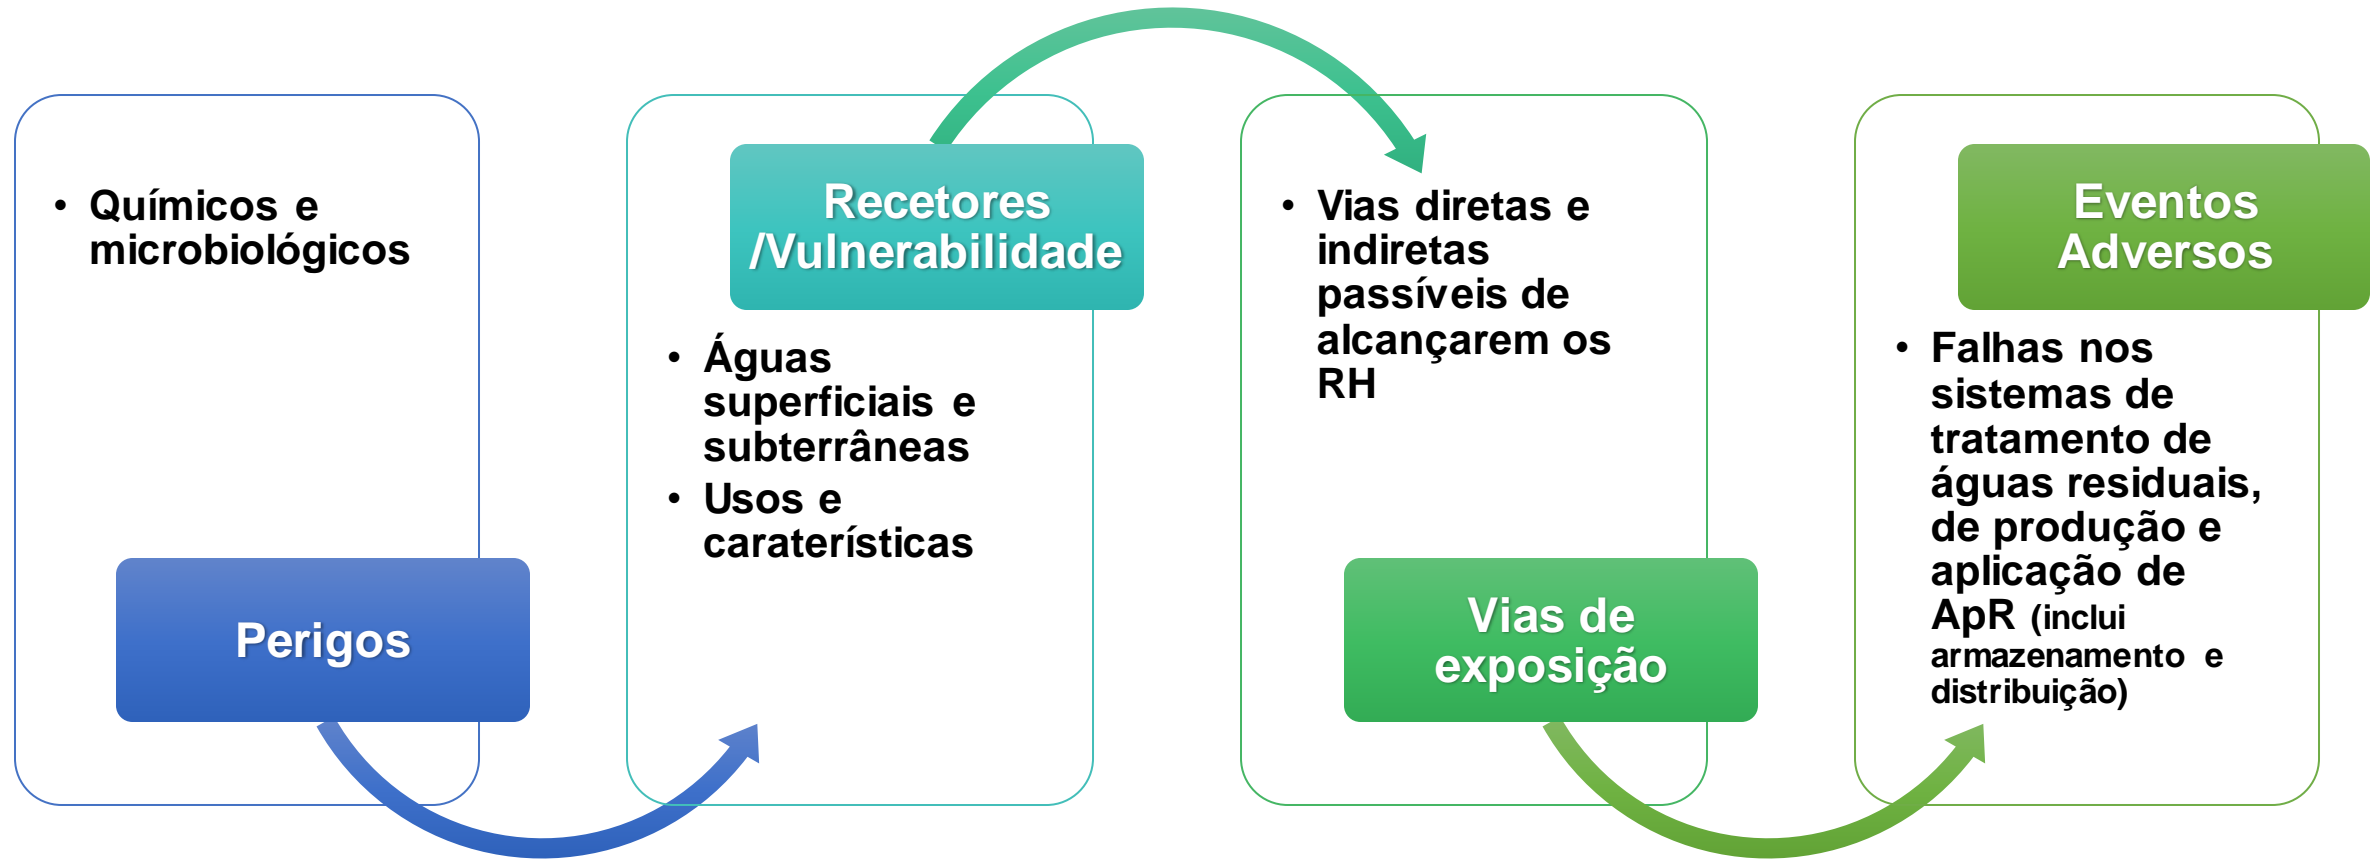 • Químicos e
microbiológicos
Perigos
Recetores
/Vulnerabilidade
• Águas
superficiais e
subterrâneas
• Usos e
caraterísticas
• Vias diretas e
indiretas
passíveis de
alcançarem os
RH
Vias de
exposição
Eventos
Adversos
• Falhas nos
sistemas de
tratamento de
águas residuais,
de produção e
aplicação de
ApR (inclui
armazenamento e
distribuição)